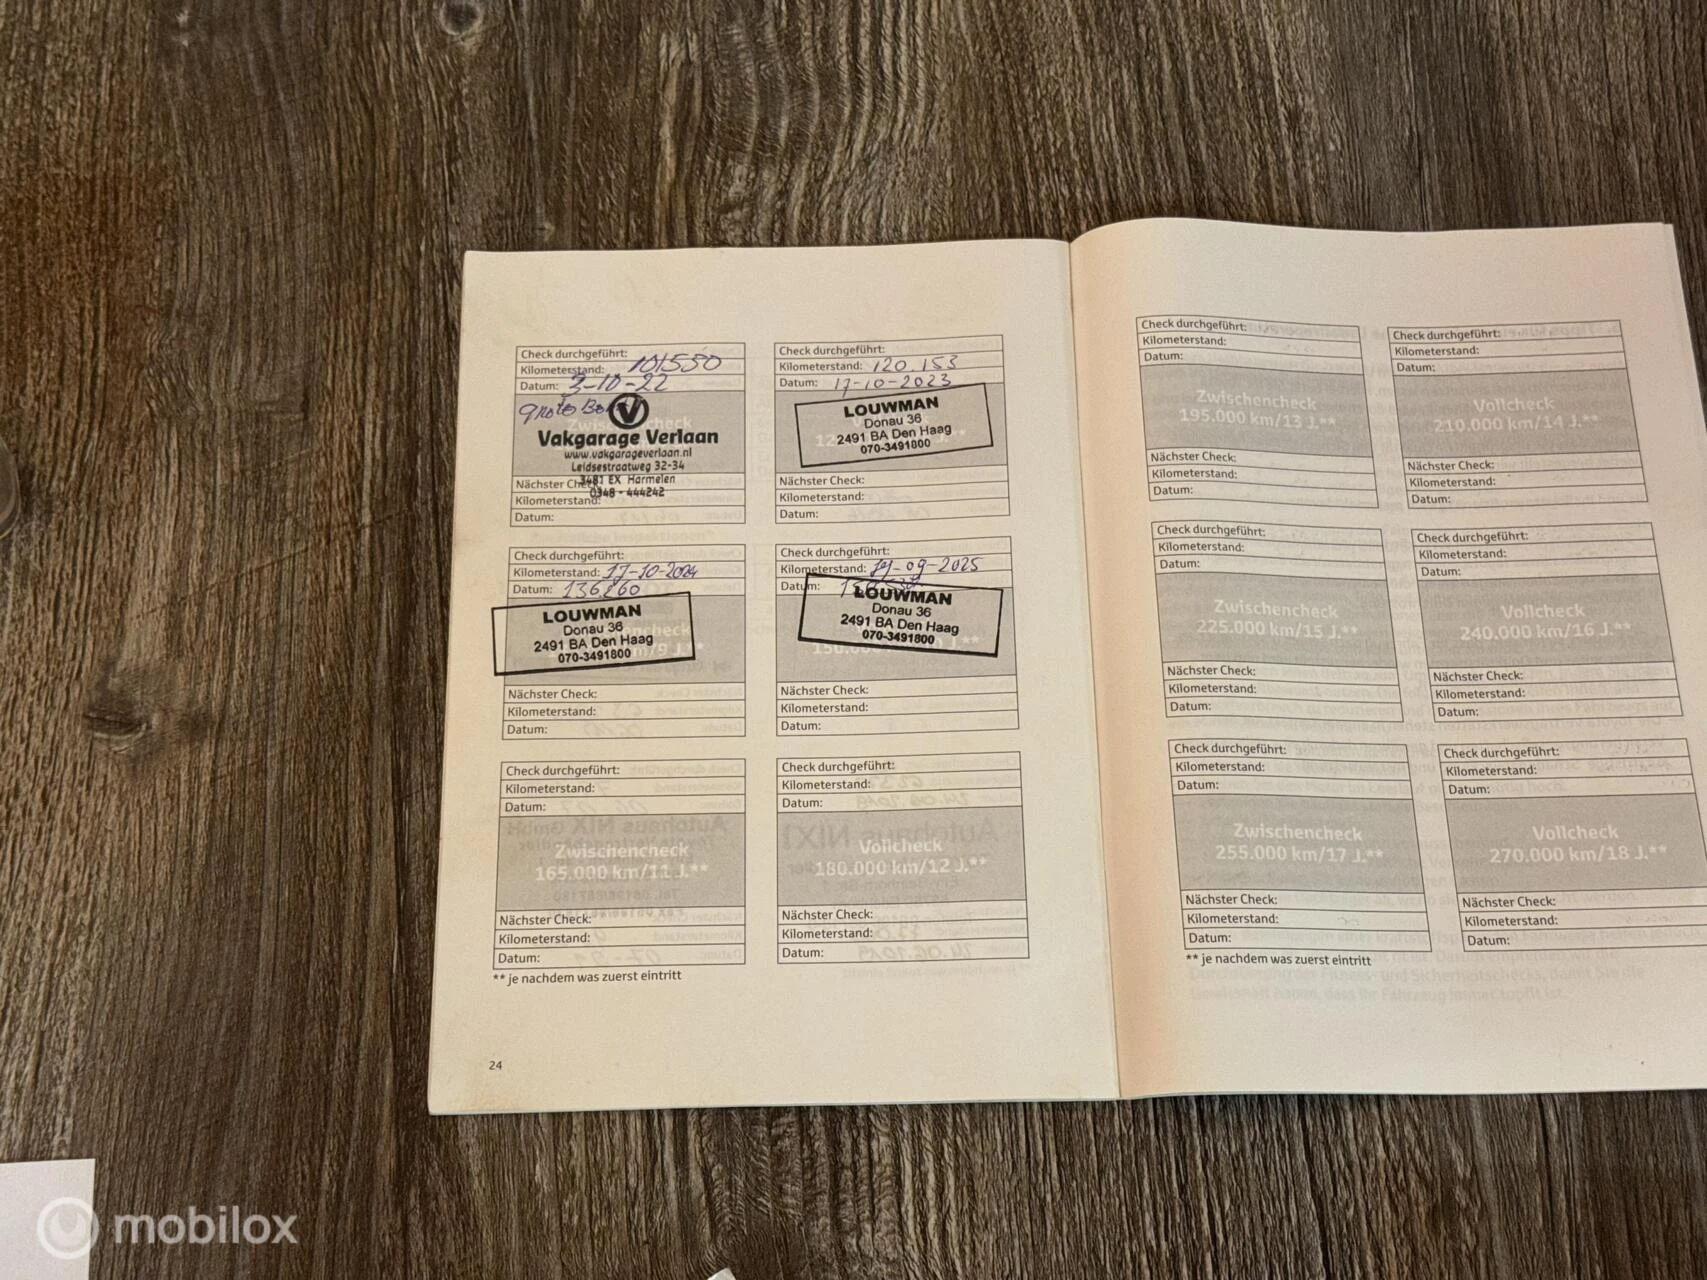 Check durchgeführt:
Kilometerstand: 101550
Datum: 3-10-22
Vakgarage Verlaan
www.vakgarageverlaan.nl
Leidsestraatweg 32-34
3481 EX Harmelen
0348 - 444242
Nächster Check:
Kilometerstand:
Datum:
Check durchgeführt:
Kilometerstand: 120.153
Datum: 17-10-2023
LOUWMAN
Donau 36
2491 BA Den Haag
070-3491800
Nächster Check:
Kilometerstand:
Datum:
Check durchgeführt:
Kilometerstand: 17-10-2024
Datum: 136.260
LOUWMAN
Donau 36
2491 BA Den Haag
070-3491800
Nächster Check:
Kilometerstand:
Datum:
Check durchgeführt:
Kilometerstand: 19-09-2025
Datum:
LOUWMAN
Donau 36
2491 BA Den Haag
070-3491800
Nächster Check:
Kilometerstand:
Datum:
Check durchgeführt:
Kilometerstand:
Datum:
Zwischencheck
165.000 km/11 J.**
Nächster Check:
Kilometerstand:
Datum:
Check durchgeführt:
Kilometerstand:
Datum:
Vollcheck
180.000 km/12 J.**
Nächster Check:
Kilometerstand:
Datum:
** je nachdem was zuerst eintritt
24
Check durchgeführt:
Kilometerstand:
Datum:
Zwischencheck
195.000 km/13 J.**
Nächster Check:
Kilometerstand:
Datum:
Check durchgeführt:
Kilometerstand:
Datum:
Vollcheck
210.000 km/14 J.**
Nächster Check:
Kilometerstand:
Datum:
Check durchgeführt:
Kilometerstand:
Datum:
Zwischencheck
225.000 km/15 J.**
Nächster Check:
Kilometerstand:
Datum:
Check durchgeführt:
Kilometerstand:
Datum:
Vollcheck
240.000 km/16 J.**
Nächster Check:
Kilometerstand:
Datum:
Check durchgeführt:
Kilometerstand:
Datum:
Zwischencheck
255.000 km/17 J.**
Nächster Check:
Kilometerstand:
Datum:
Check durchgeführt:
Kilometerstand:
Datum:
Vollcheck
270.000 km/18 J.**
Nächster Check:
Kilometerstand:
Datum:
** je nachdem was zuerst eintritt
mobilox